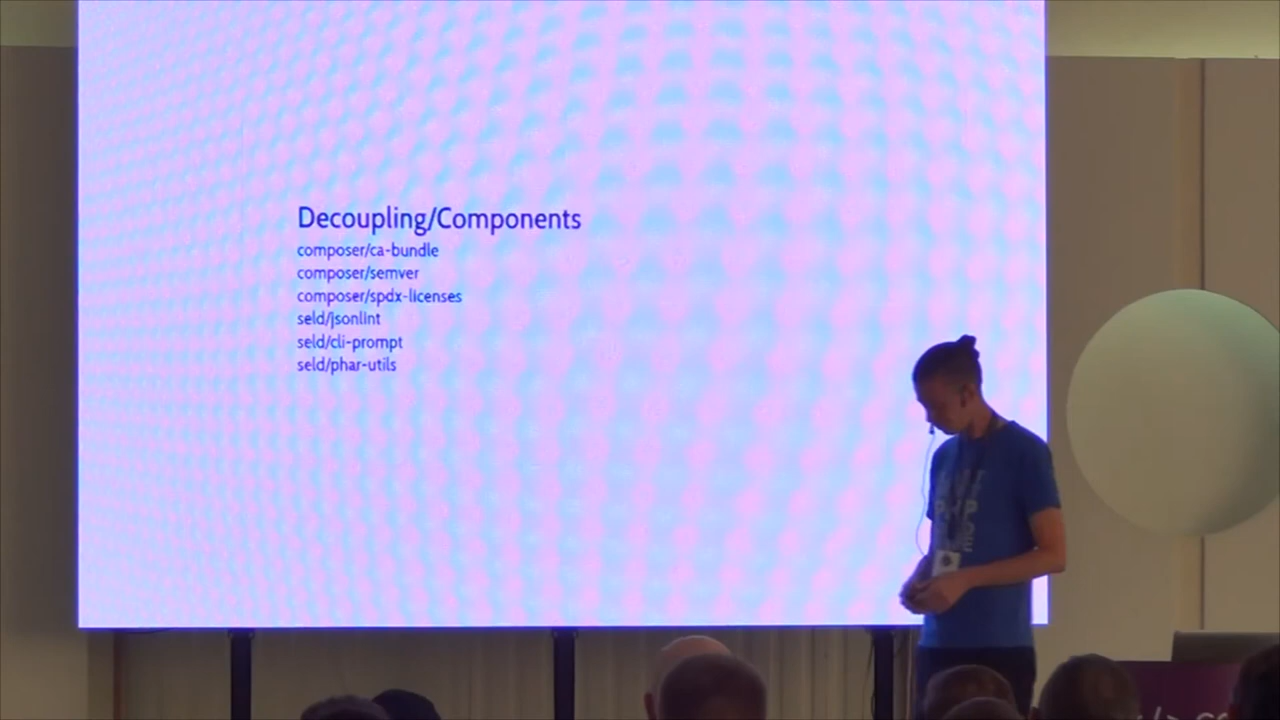 Decoupling/Components
composer/ca-bundle
composer/semver
composer/spdx-licenses
seld/jsonlint
seld/cli-prompt
seld/phar-utils